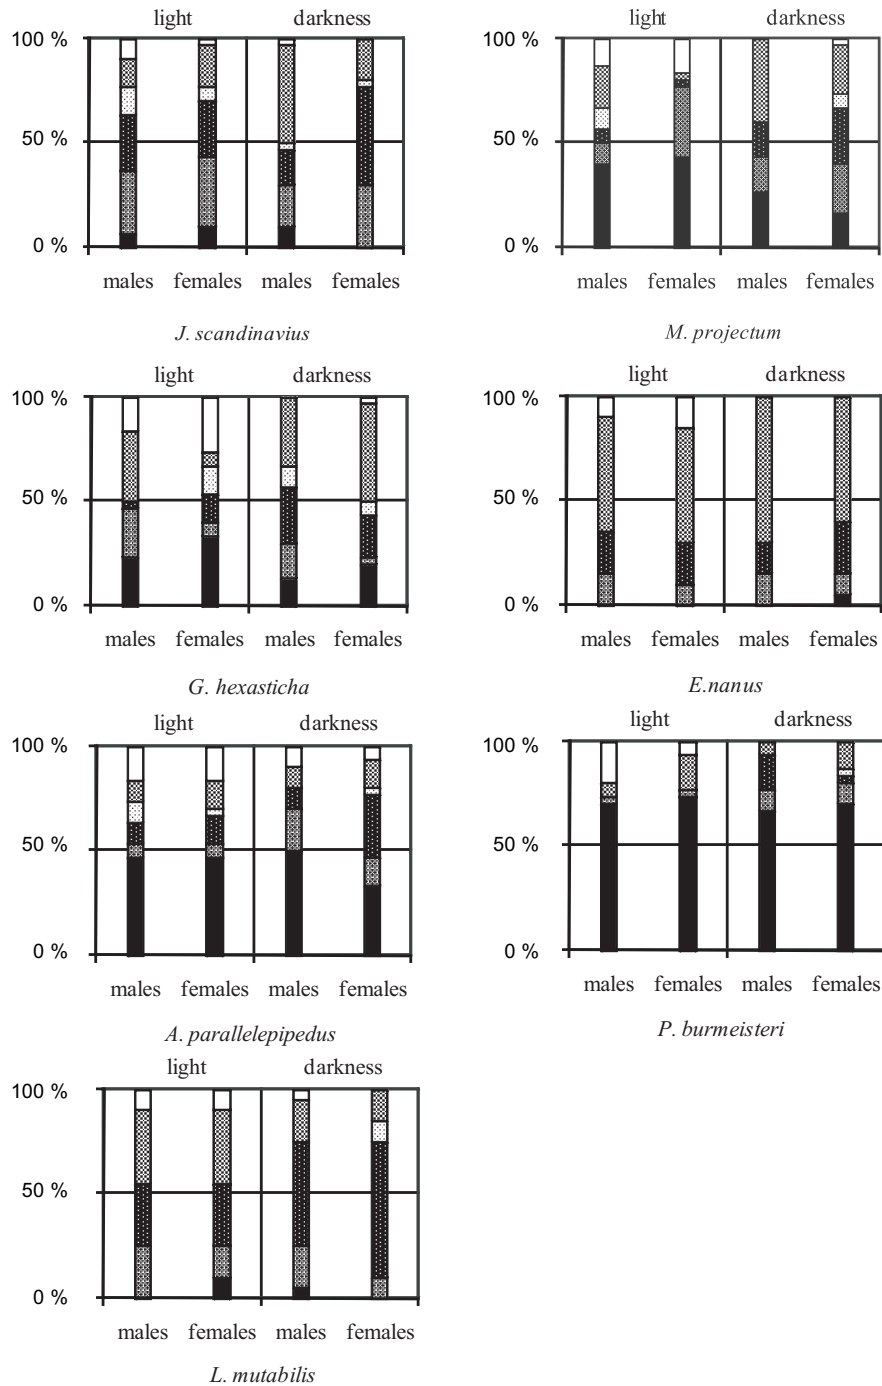 light darkness
100 %
50 %
0 %
males females males females
J. scandinavius
light darkness
100 %
50 %
0 %
males females males females
M. projectum
light darkness
100 %
50 %
0 %
males females males females
G. hexasticha
light darkness
100 %
50 %
0 %
males females males females
E.nanus
light darkness
100 %
50 %
0 %
males females males females
A. parallelepipedus
light darkness
100 %
50 %
0 %
males females males females
P. burmeisteri
light darkness
100 %
50 %
0 %
males females males females
L. mutabilis